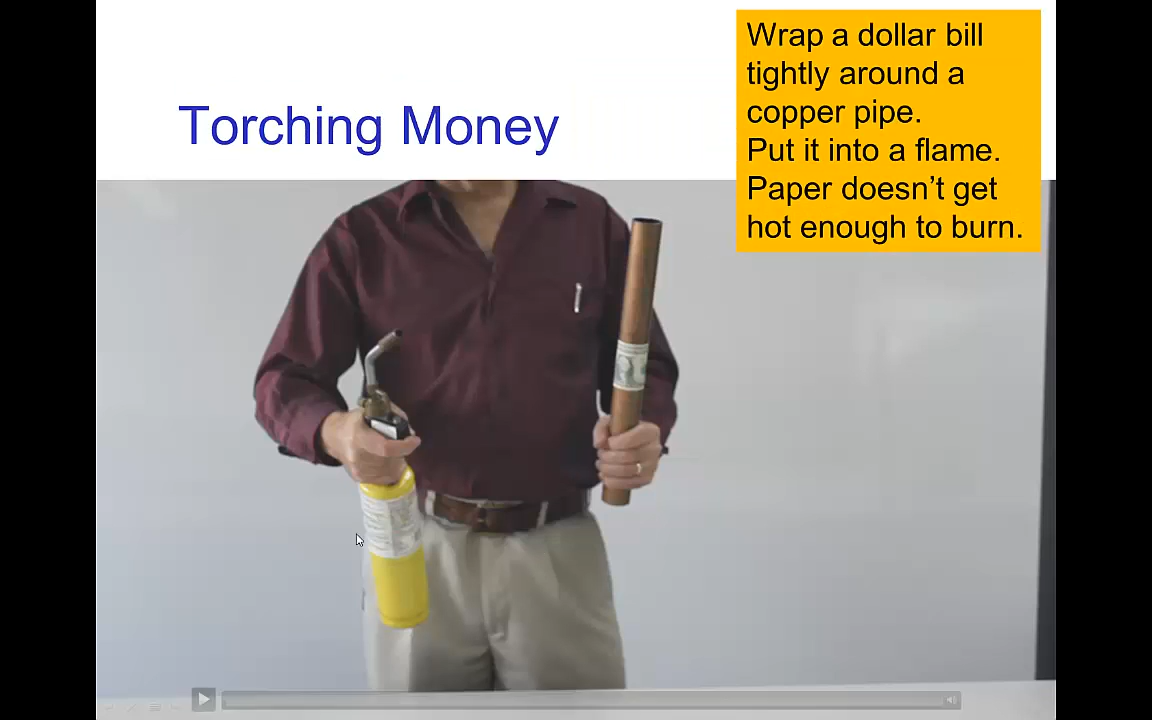 Torching Money
Wrap a dollar bill
tightly around a
copper pipe.
Put it into a flame.
Paper doesn’t get
hot enough to burn.